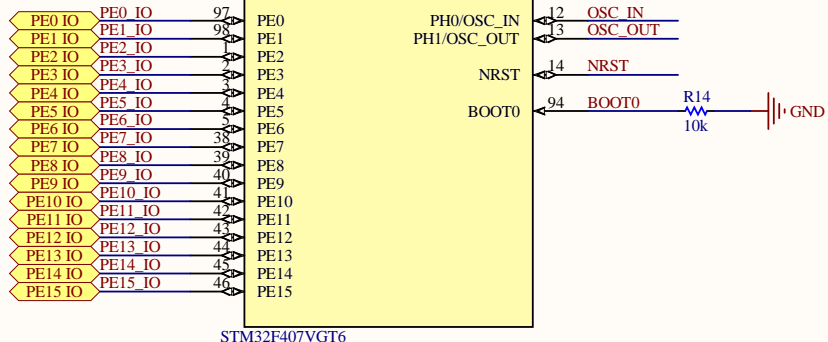 PE0 IO PE0_IO 97 PE0 PH0/OSC_IN 12 OSC_IN
PE1 IO PE1_IO 98 PE1 PH1/OSC_OUT 13 OSC_OUT
PE2 IO PE2_IO 1 PE2
PE3 IO PE3_IO 2 PE3 NRST 14 NRST
PE4 IO PE4_IO 3 PE4
PE5 IO PE5_IO 4 PE5 BOOT0 94 BOOT0 R14 10k GND
PE6 IO PE6_IO 5 PE6
PE7 IO PE7_IO 38 PE7
PE8 IO PE8_IO 39 PE8
PE9 IO PE9_IO 40 PE9
PE10 IO PE10_IO 41 PE10
PE11 IO PE11_IO 42 PE11
PE12 IO PE12_IO 43 PE12
PE13 IO PE13_IO 44 PE13
PE14 IO PE14_IO 45 PE14
PE15 IO PE15_IO 46 PE15
STM32F407VGT6